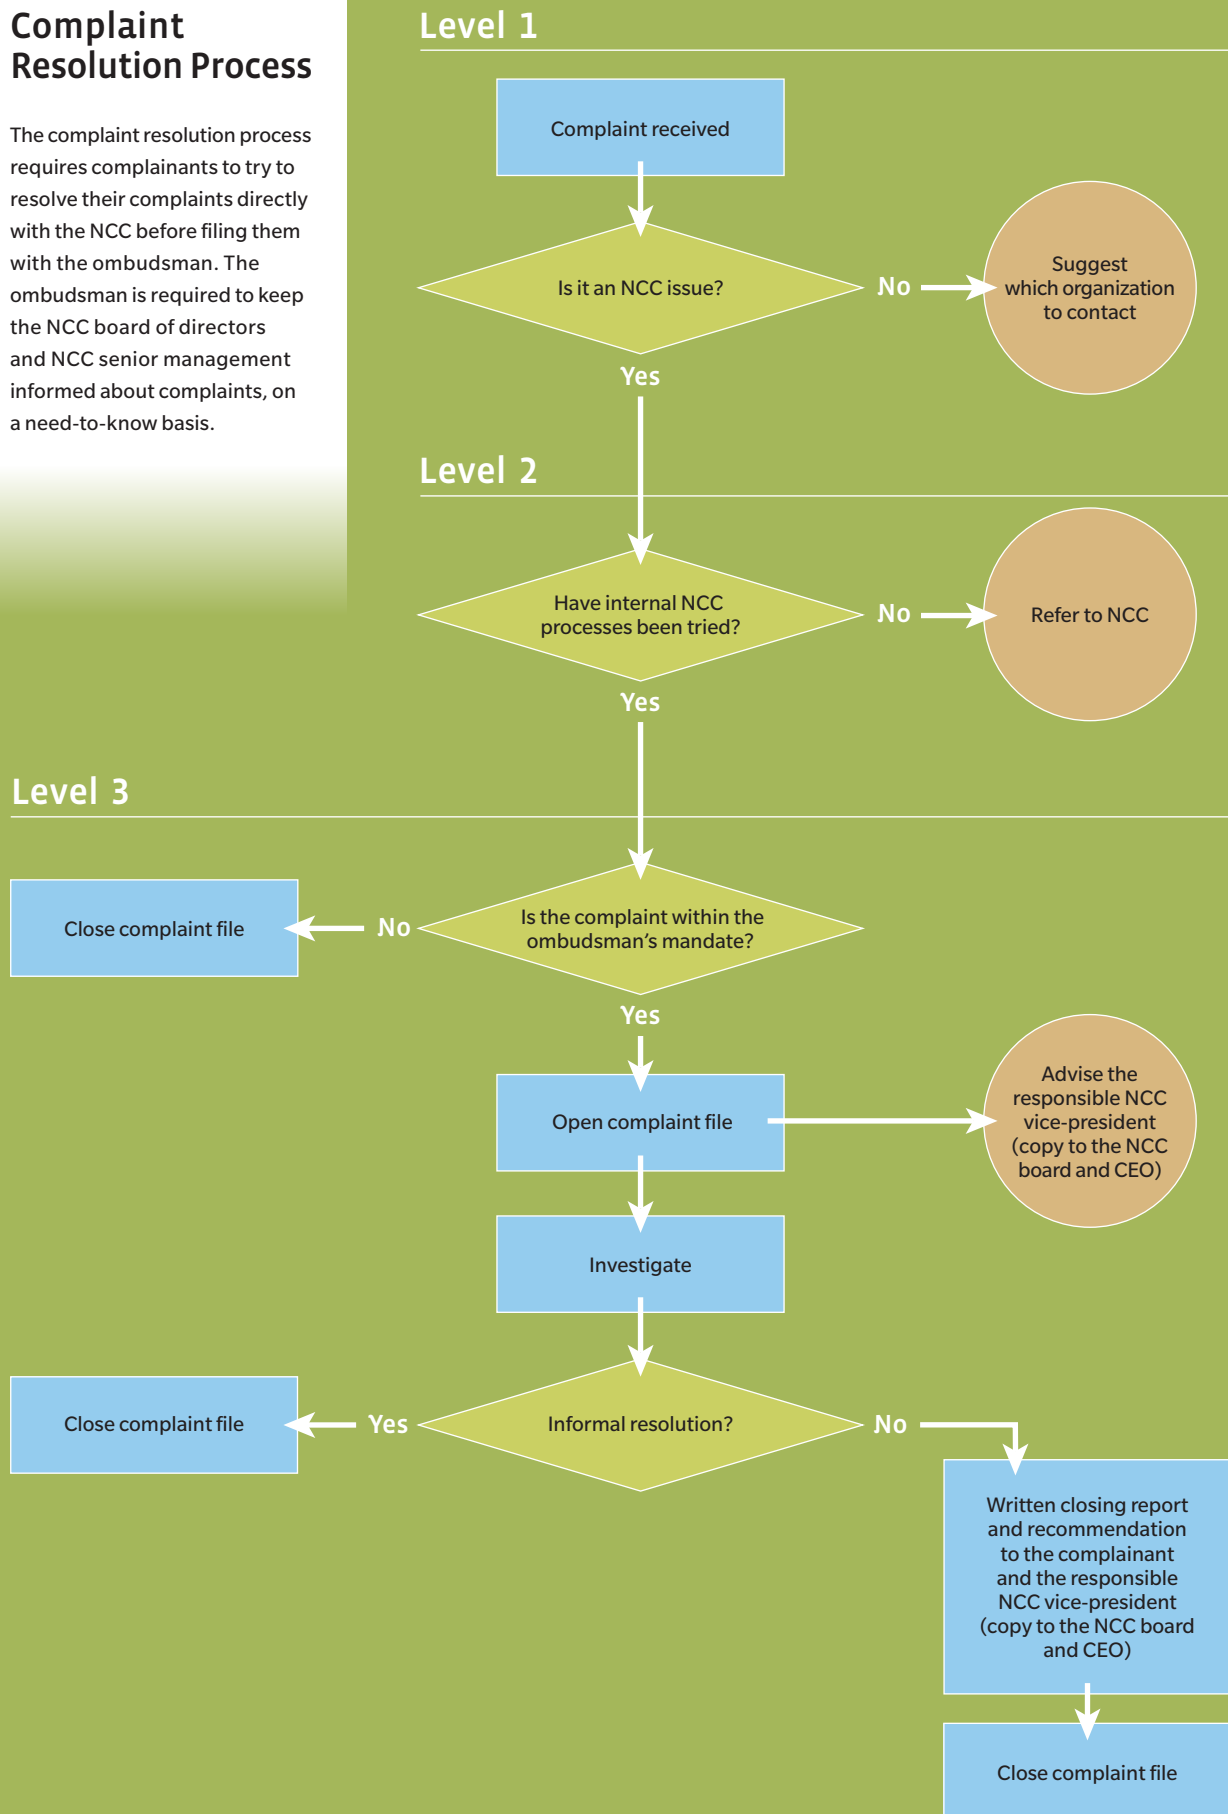 Complaint
Resolution Process
The complaint resolution process
requires complainants to try to
resolve their complaints directly
with the NCC before filing them
with the ombudsman. The
ombudsman is required to keep
the NCC board of directors
and NCC senior management
informed about complaints, on
a need-to-know basis.
Level 1
Complaint received
Is it an NCC issue?
No
Suggest
which organization
to contact
Yes
Level 2
Have internal NCC
processes been tried?
No
Refer to NCC
Yes
Level 3
Is the complaint within the
ombudsman’s mandate?
No
Close complaint file
Yes
Open complaint file
Advise the
responsible NCC
vice-president
(copy to the NCC
board and CEO)
Investigate
Informal resolution?
Yes
Close complaint file
No
Written closing report
and recommendation
to the complainant
and the responsible
NCC vice-president
(copy to the NCC board
and CEO)
Close complaint file